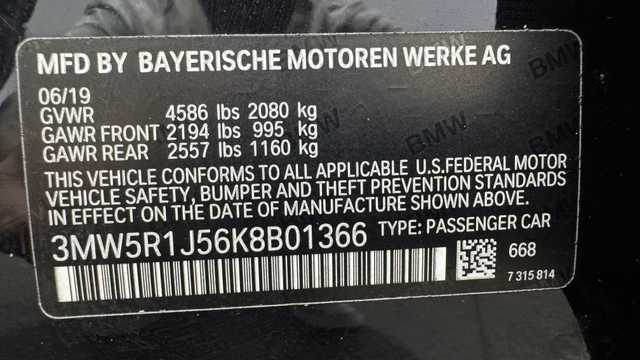 MFD BY BAYERISCHE MOTOREN WERKE AG
06/19
GVWR 4586 lbs 2080 kg
GAWR FRONT 2194 lbs 995 kg
GAWR REAR 2557 lbs 1160 kg
THIS VEHICLE CONFORMS TO ALL APPLICABLE U.S.FEDERAL MOTOR
VEHICLE SAFETY, BUMPER AND THEFT PREVENTION STANDARDS
IN EFFECT ON THE DATE OF MANUFACTURE SHOWN ABOVE.
3MW5R1J56K8B01366 TYPE: PASSENGER CAR
668
7 315 814
BMW
BMW